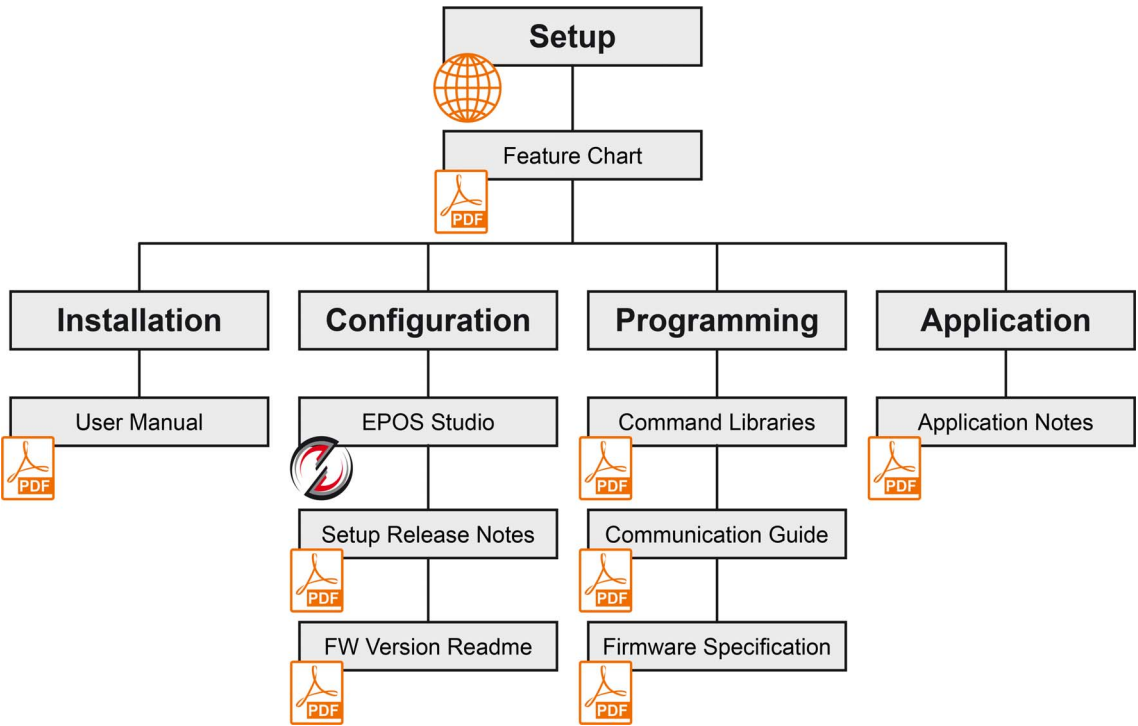 Setup
Feature Chart
PDF
Installation
Configuration
Programming
Application
User Manual
EPOS Studio
Command Libraries
Application Notes
PDF
PDF
PDF
Setup Release Notes
Communication Guide
PDF
PDF
FW Version Readme
Firmware Specification
PDF
PDF